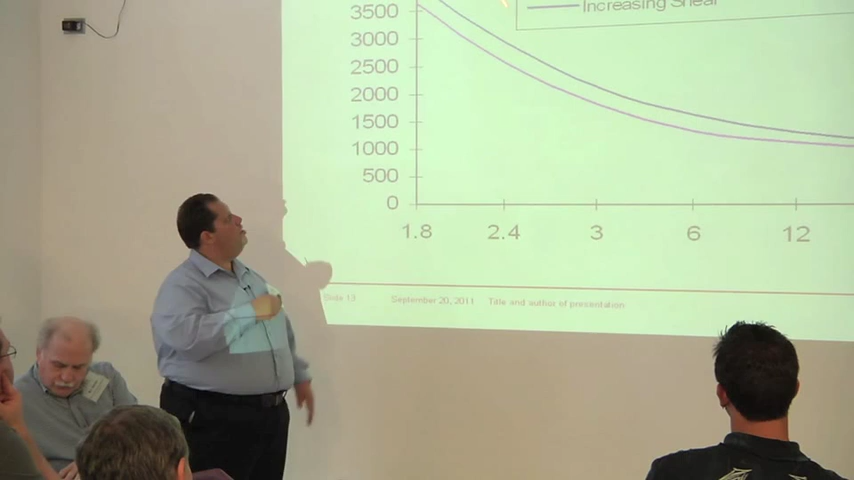 Increasing Shear
3500
3000
2500
2000
1500
1000
500
0
1.8 2.4 3 6 12
Slide 13 September 20, 2011 Title and author of presentation